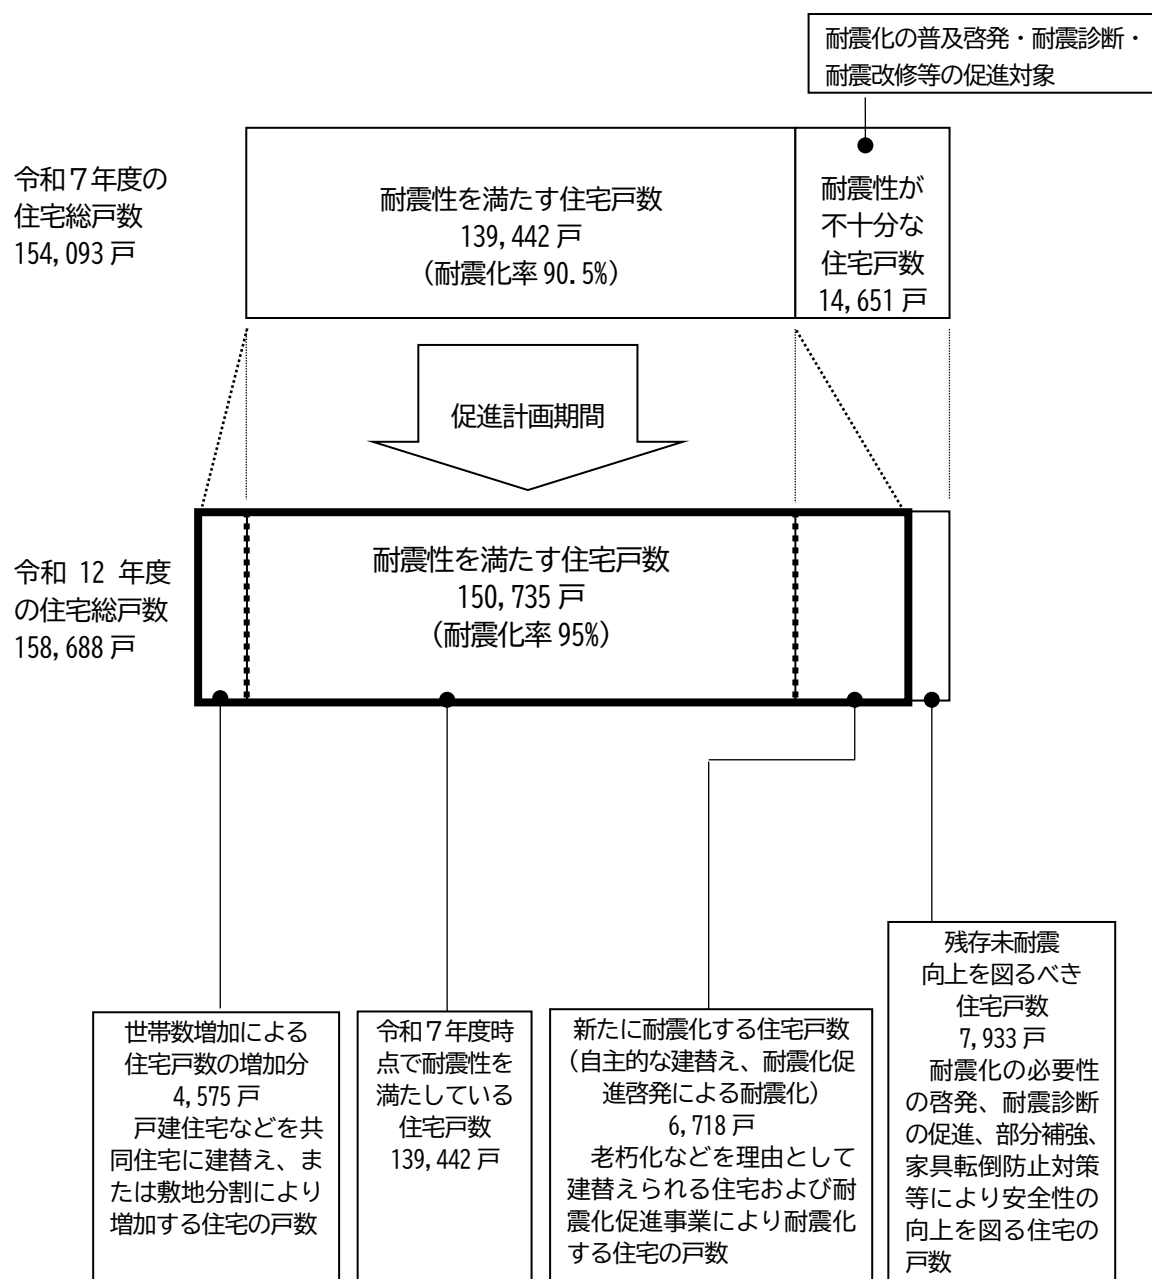 耐震化の普及啓発・耐震診断・
耐震改修等の促進対象
令和７年度の
住宅総戸数
154,093 戸
耐震性を満たす住宅戸数
139,442 戸
（耐震化率 90.5%）
耐震性が
不十分な
住宅戸数
14,651 戸
促進計画期間
令和 12 年度
の住宅総戸数
158,688 戸
耐震性を満たす住宅戸数
150,735 戸
（耐震化率 95%）
世帯数増加による
住宅戸数の増加分
4,575 戸
戸建住宅などを共
同住宅に建替え、ま
たは敷地分割により
増加する住宅の戸数
令和７年度時
点で耐震性を
満たしている
住宅戸数
139,442 戸
新たに耐震化する住宅戸数
（自主的な建替え、耐震化促
進啓発による耐震化）
6,718 戸
老朽化などを理由として
建替えられる住宅および耐
震化促進事業により耐震化
する住宅の戸数
残存未耐震
向上を図るべき
住宅戸数
7,933 戸
耐震化の必要性
の啓発、耐震診断
の促進、部分補強、
家具転倒防止対策
等により安全性の
向上を図る住宅の
戸数